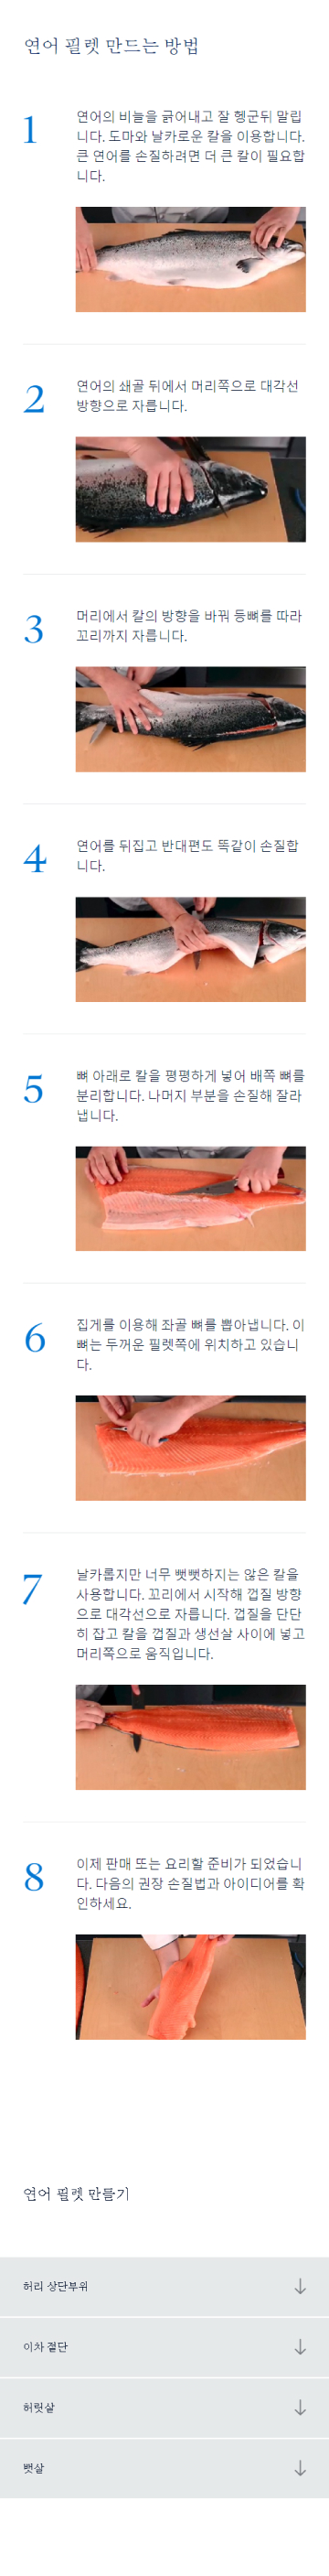 연어 필렛 만드는 방법
1
연어의 비늘을 긁어내고 잘 헹군뒤 말립
니다. 도마와 날카로운 칼을 이용합니다.
큰 연어를 손질하려면 더 큰 칼이 필요합
니다.
2
연어의 쇄골 뒤에서 머리쪽으로 대각선
방향으로 자릅니다.
3
머리에서 칼의 방향을 바꿔 등뼈를 따라
꼬리까지 자릅니다.
4
연어를 뒤집고 반대편도 똑같이 손질합
니다.
5
뼈 아래로 칼을 평평하게 넣어 배쪽 뼈를
분리합니다. 나머지 부분을 손질해 잘라
냅니다.
6
집게를 이용해 좌골 뼈를 뽑아냅니다. 이
뼈는 두꺼운 필렛쪽에 위치하고 있습니
다.
7
날카롭지만 너무 뻣뻣하지는 않은 칼을
사용합니다. 꼬리에서 시작해 껍질 방향
으로 대각선으로 자릅니다. 껍질을 단단
히 잡고 칼을 껍질과 생선살 사이에 넣고
머리쪽으로 움직입니다.
8
이제 판매 또는 요리할 준비가 되었습니
다. 다음의 권장 손질법과 아이디어를 확
인하세요.
연어 필렛 만들기
허리 상단부위
이차 절단
허릿살
뱃살